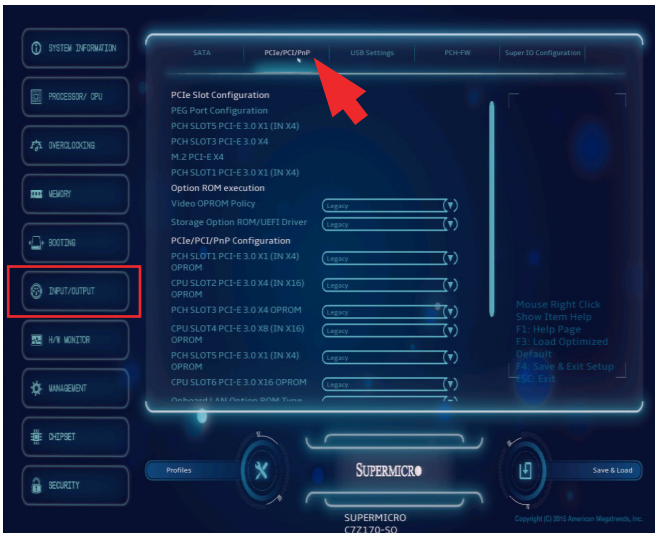 SYSTEM INFORMATION
PROCESSOR/ CPU
OVERCLOCKING
MEMORY
BOOTING
INPUT/OUTPUT
H/W MONITOR
MANAGEMENT
CHIPSET
SECURITY
SATA
PCIe/PCI/PnP
USB Settings
PCH-FW
Super IO Configuration
PCIe Slot Configuration
PEG Port Configuration
PCH SLOT5 PCI-E 3.0 X1 (IN X4)
PCH SLOT3 PCI-E 3.0 X4
M.2 PCI-E X4
PCH SLOT1 PCI-E 3.0 X1 (IN X4)
Option ROM execution
Video OPROM Policy
Legacy
Storage Option ROM/UEFI Driver
Legacy
PCIe/PCI/PnP Configuration
PCH SLOT1 PCI-E 3.0 X1 (IN X4)
OPROM
Legacy
CPU SLOT2 PCI-E 3.0 X4 (IN X16)
OPROM
Legacy
PCH SLOT3 PCI-E 3.0 X4 OPROM
Legacy
CPU SLOT4 PCI-E 3.0 X8 (IN X16)
OPROM
Legacy
PCH SLOT5 PCI-E 3.0 X1 (IN X4)
OPROM
Legacy
CPU SLOT6 PCI-E 3.0 X16 OPROM
Legacy
Onboard LAN Option ROM Type
Legacy
Mouse Right Click
Show Item Help
F1: Help Page
F3: Load Optimized
Default
F4: Save & Exit Setup
ESC: Exit
Profiles
SUPERMICRO
Save & Load
SUPERMICRO
C7Z170-SQ
Copyright (C) 2015 American Megatrends, Inc.